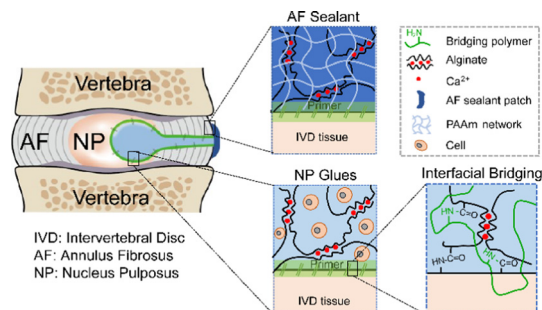 AF Sealant
Vertebra
AF
NP
Vertebra
IVD: Intervertebral Disc
AF: Annulus Fibrosus
NP: Nucleus Pulposus
Primer
IVD tissue
H₂N
Bridging polymer
Alginate
Ca²⁺
AF sealant patch
PAAm network
Cell
NP Glues
Primer
IVD tissue
Interfacial Bridging
HN-C=O
HN-C=O
HN-C=O